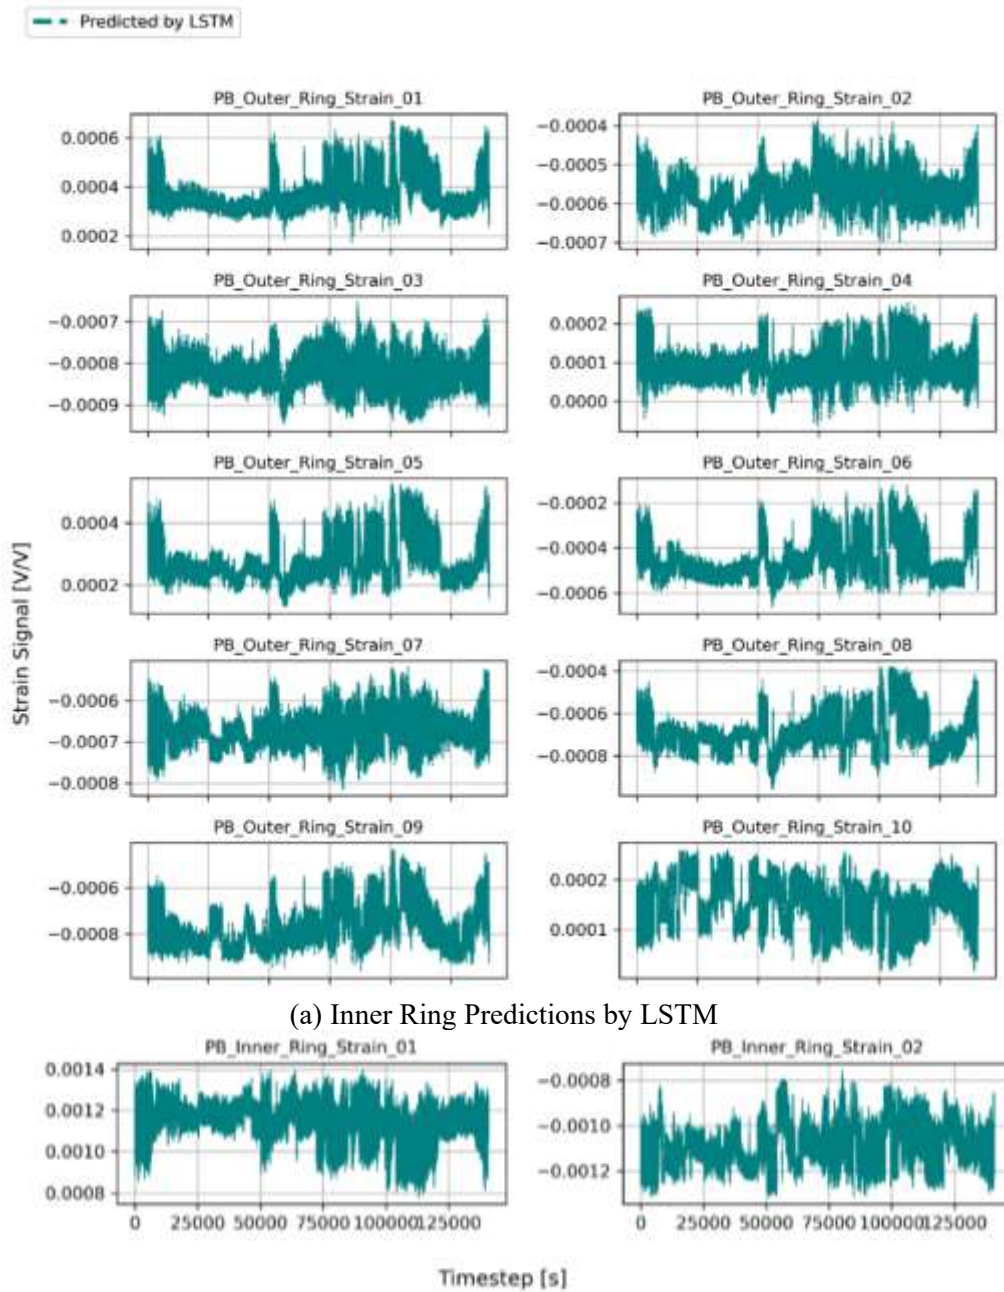 Predicted by LSTM
PB_Outer_Ring_Strain_01
PB_Outer_Ring_Strain_02
0.0006
0.0004
0.0002
−0.0004
−0.0005
−0.0006
−0.0007
PB_Outer_Ring_Strain_03
PB_Outer_Ring_Strain_04
−0.0007
−0.0008
−0.0009
0.0002
0.0001
0.0000
PB_Outer_Ring_Strain_05
PB_Outer_Ring_Strain_06
0.0004
0.0002
−0.0002
−0.0004
−0.0006
Strain Signal [V/V]
PB_Outer_Ring_Strain_07
PB_Outer_Ring_Strain_08
−0.0006
−0.0007
−0.0008
−0.0004
−0.0006
−0.0008
PB_Outer_Ring_Strain_09
PB_Outer_Ring_Strain_10
−0.0006
−0.0008
0.0002
0.0001
(a) Inner Ring Predictions by LSTM
PB_Inner_Ring_Strain_01
PB_Inner_Ring_Strain_02
0.0014
0.0012
0.0010
0.0008
−0.0008
−0.0010
−0.0012
0 25000 50000 75000 100000 125000
0 25000 50000 75000 100000 125000
Timestep [s]